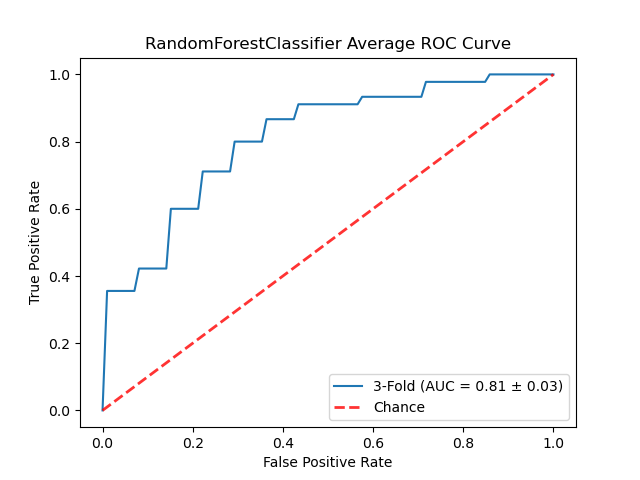 RandomForestClassifier Average ROC Curve
True Positive Rate
1.0
0.8
0.6
0.4
0.2
0.0
0.0 0.2 0.4 0.6 0.8 1.0
False Positive Rate
3-Fold (AUC = 0.81 ± 0.03)
Chance